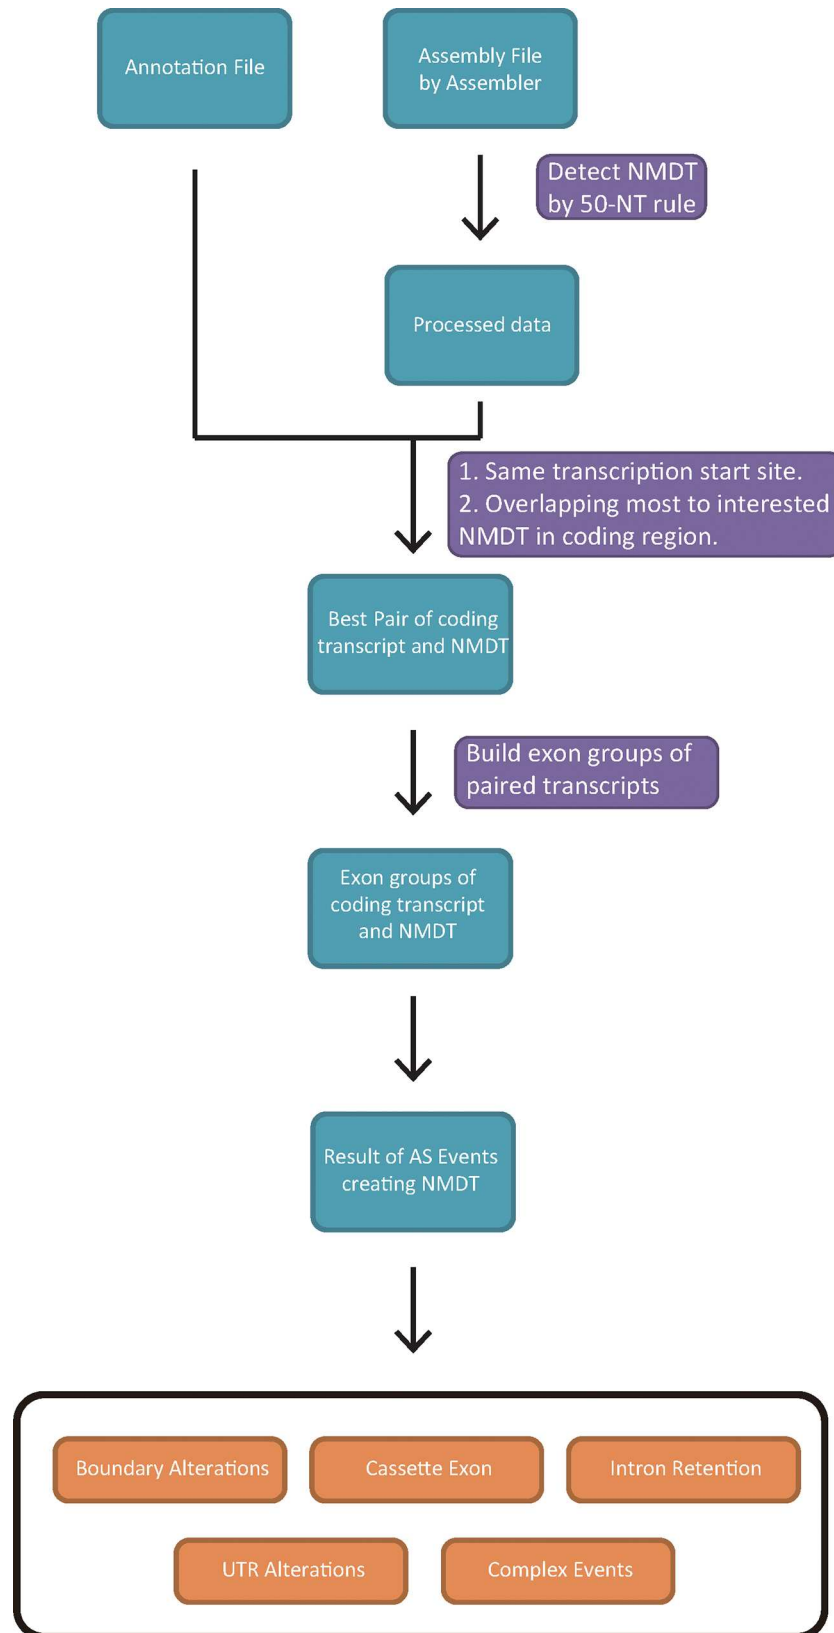 Annotation File
Assembly File
by Assembler
Detect NMDT
by 50-NT rule
Processed data
1. Same transcription start site.
2. Overlapping most to interested
NMDT in coding region.
Best Pair of coding
transcript and NMDT
Build exon groups of
paired transcripts
Exon groups of
coding transcript
and NMDT
Result of AS Events
creating NMDT
Boundary Alterations
Cassette Exon
Intron Retention
UTR Alterations
Complex Events